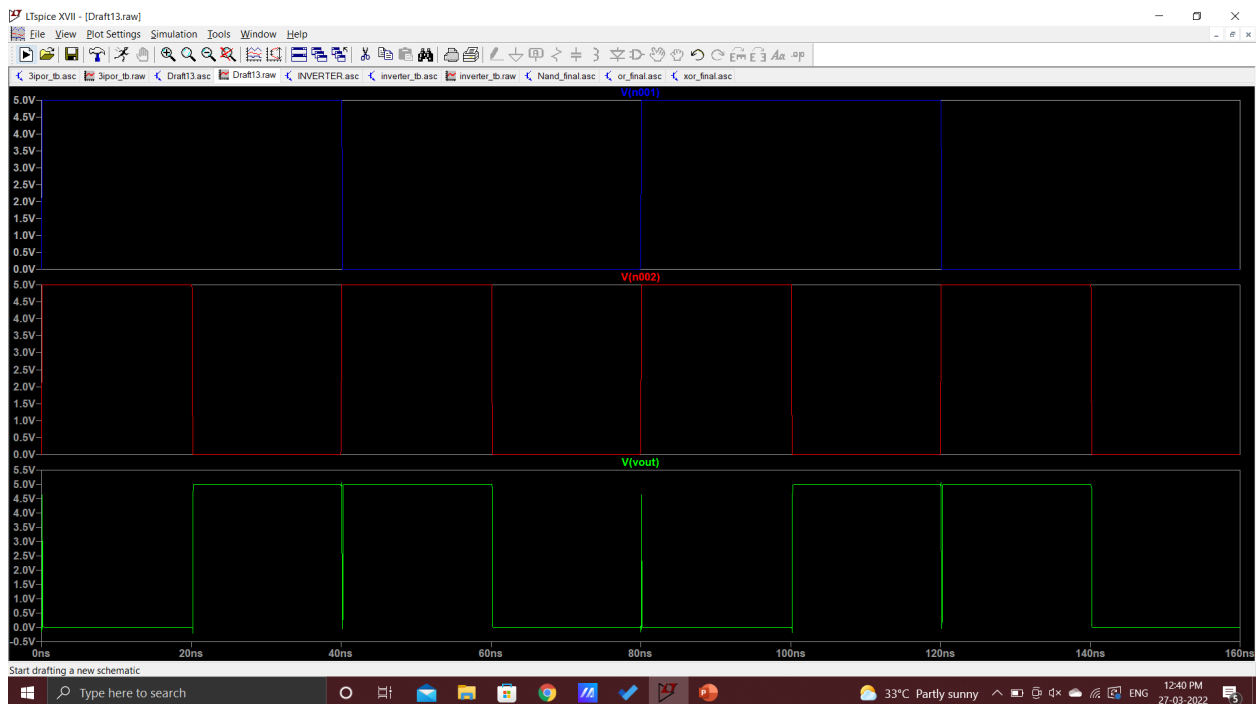 LTspice XVII - [Draft13.raw]
File View Plot Settings Simulation Tools Window Help
3ipor_tb.asc 3ipor_tb.raw Draft13.asc Draft13.raw INVERTER.asc inverter_tb.asc inverter_tb.raw Nand_final.asc or_final.asc xor_final.asc
V(n001)
5.0V
4.5V
4.0V
3.5V
3.0V
2.5V
2.0V
1.5V
1.0V
0.5V
0.0V
V(n002)
5.0V
4.5V
4.0V
3.5V
3.0V
2.5V
2.0V
1.5V
1.0V
0.5V
0.0V
V(vout)
5.5V
5.0V
4.5V
4.0V
3.5V
3.0V
2.5V
2.0V
1.5V
1.0V
0.5V
0.0V
-0.5V
0ns 20ns 40ns 60ns 80ns 100ns 120ns 140ns 160ns
Start drafting a new schematic
Type here to search
33°C Partly sunny
ENG
12:40 PM
27-03-2022
5